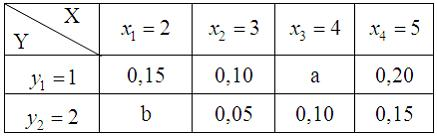 X
Y
x₁ = 2 x₂ = 3 x₃ = 4 x₄ = 5
y₁ = 1 0,15 0,10 a 0,20
y₂ = 2 b 0,05 0,10 0,15